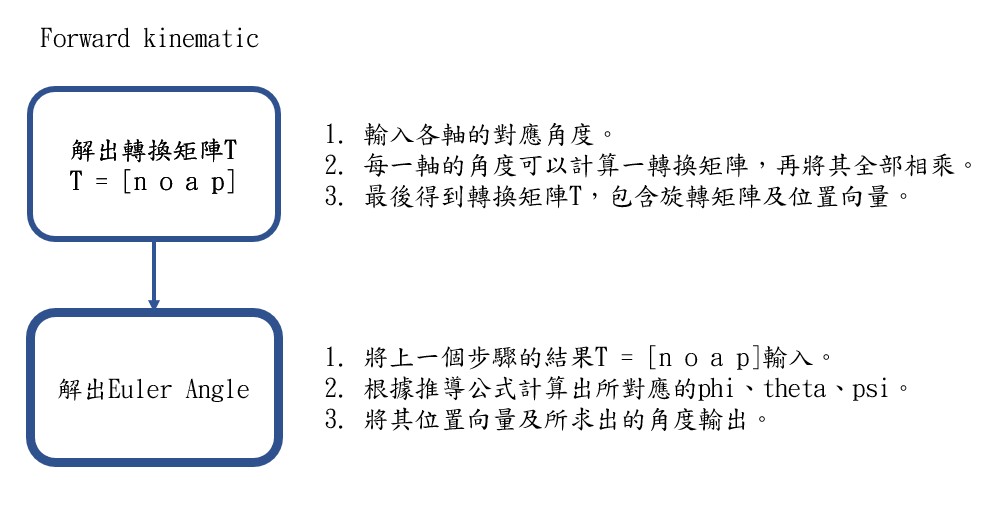 Forward kinematic
解出轉換矩陣T
T = [n o a p]
1. 輸入各軸的對應角度。
2. 每一軸的角度可以計算一轉換矩陣，再將其全部相乘。
3. 最後得到轉換矩陣T，包含旋轉矩陣及位置向量。
解出Euler Angle
1. 將上一個步驟的結果T = [n o a p]輸入。
2. 根據推導公式計算出所對應的phi、theta、psi。
3. 將其位置向量及所求出的角度輸出。